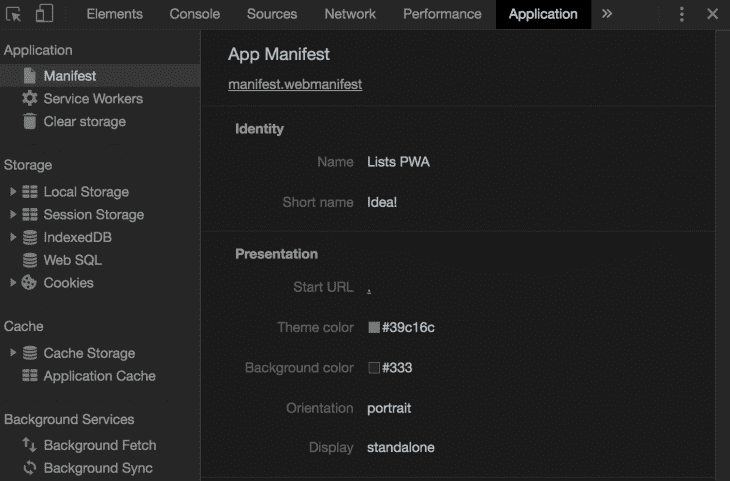 Elements Console Sources Network Performance Application »
Application
Manifest
Service Workers
Clear storage
Storage
Local Storage
Session Storage
IndexedDB
Web SQL
Cookies
Cache
Cache Storage
Application Cache
Background Services
Background Fetch
Background Sync
App Manifest
manifest.webmanifest
Identity
Name Lists PWA
Short name Idea!
Presentation
Start URL .
Theme color #39c16c
Background color #333
Orientation portrait
Display standalone